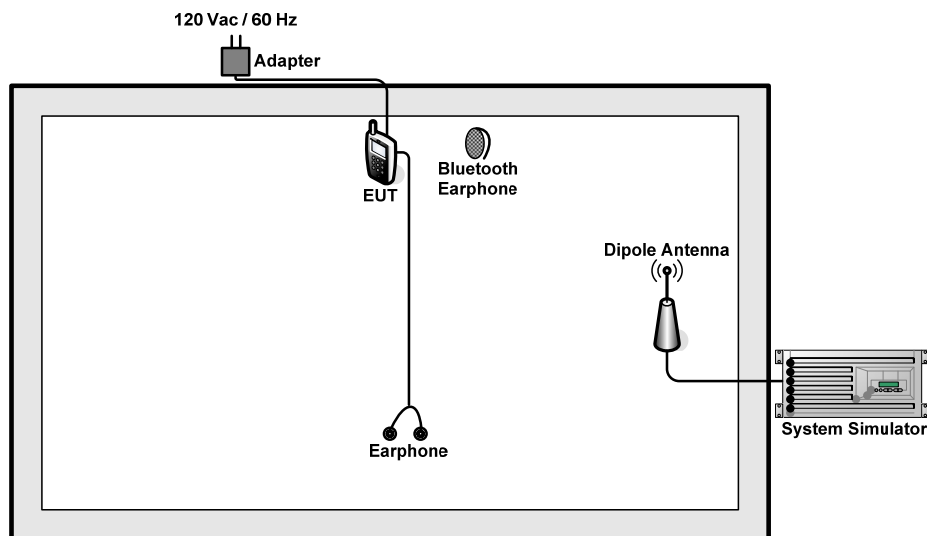 120 Vac / 60 Hz
Adapter
Bluetooth
Earphone
EUT
Dipole Antenna
System Simulator
Earphone